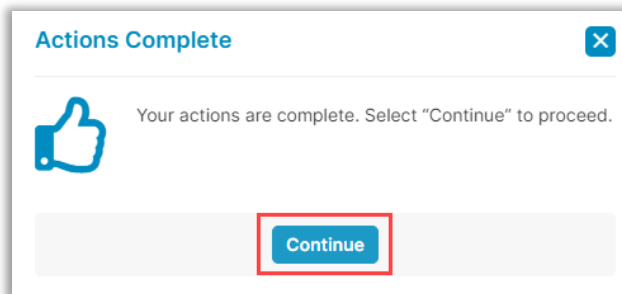 Actions Complete
Your actions are complete. Select “Continue” to proceed.
Continue